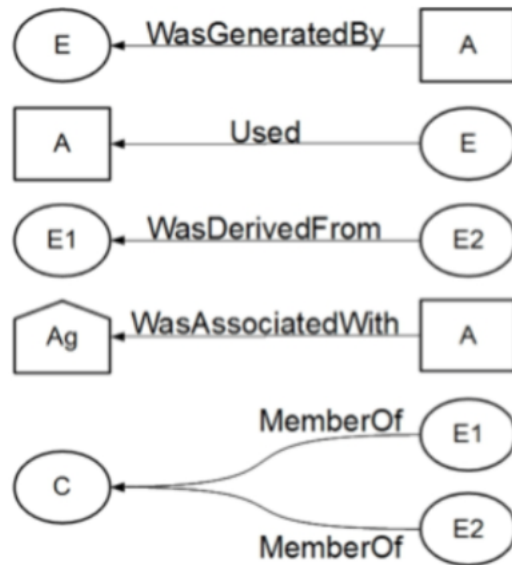 E WasGeneratedBy A
A Used E
E1 WasDerivedFrom E2
Ag WasAssociatedWith A
MemberOf E1
C
MemberOf E2